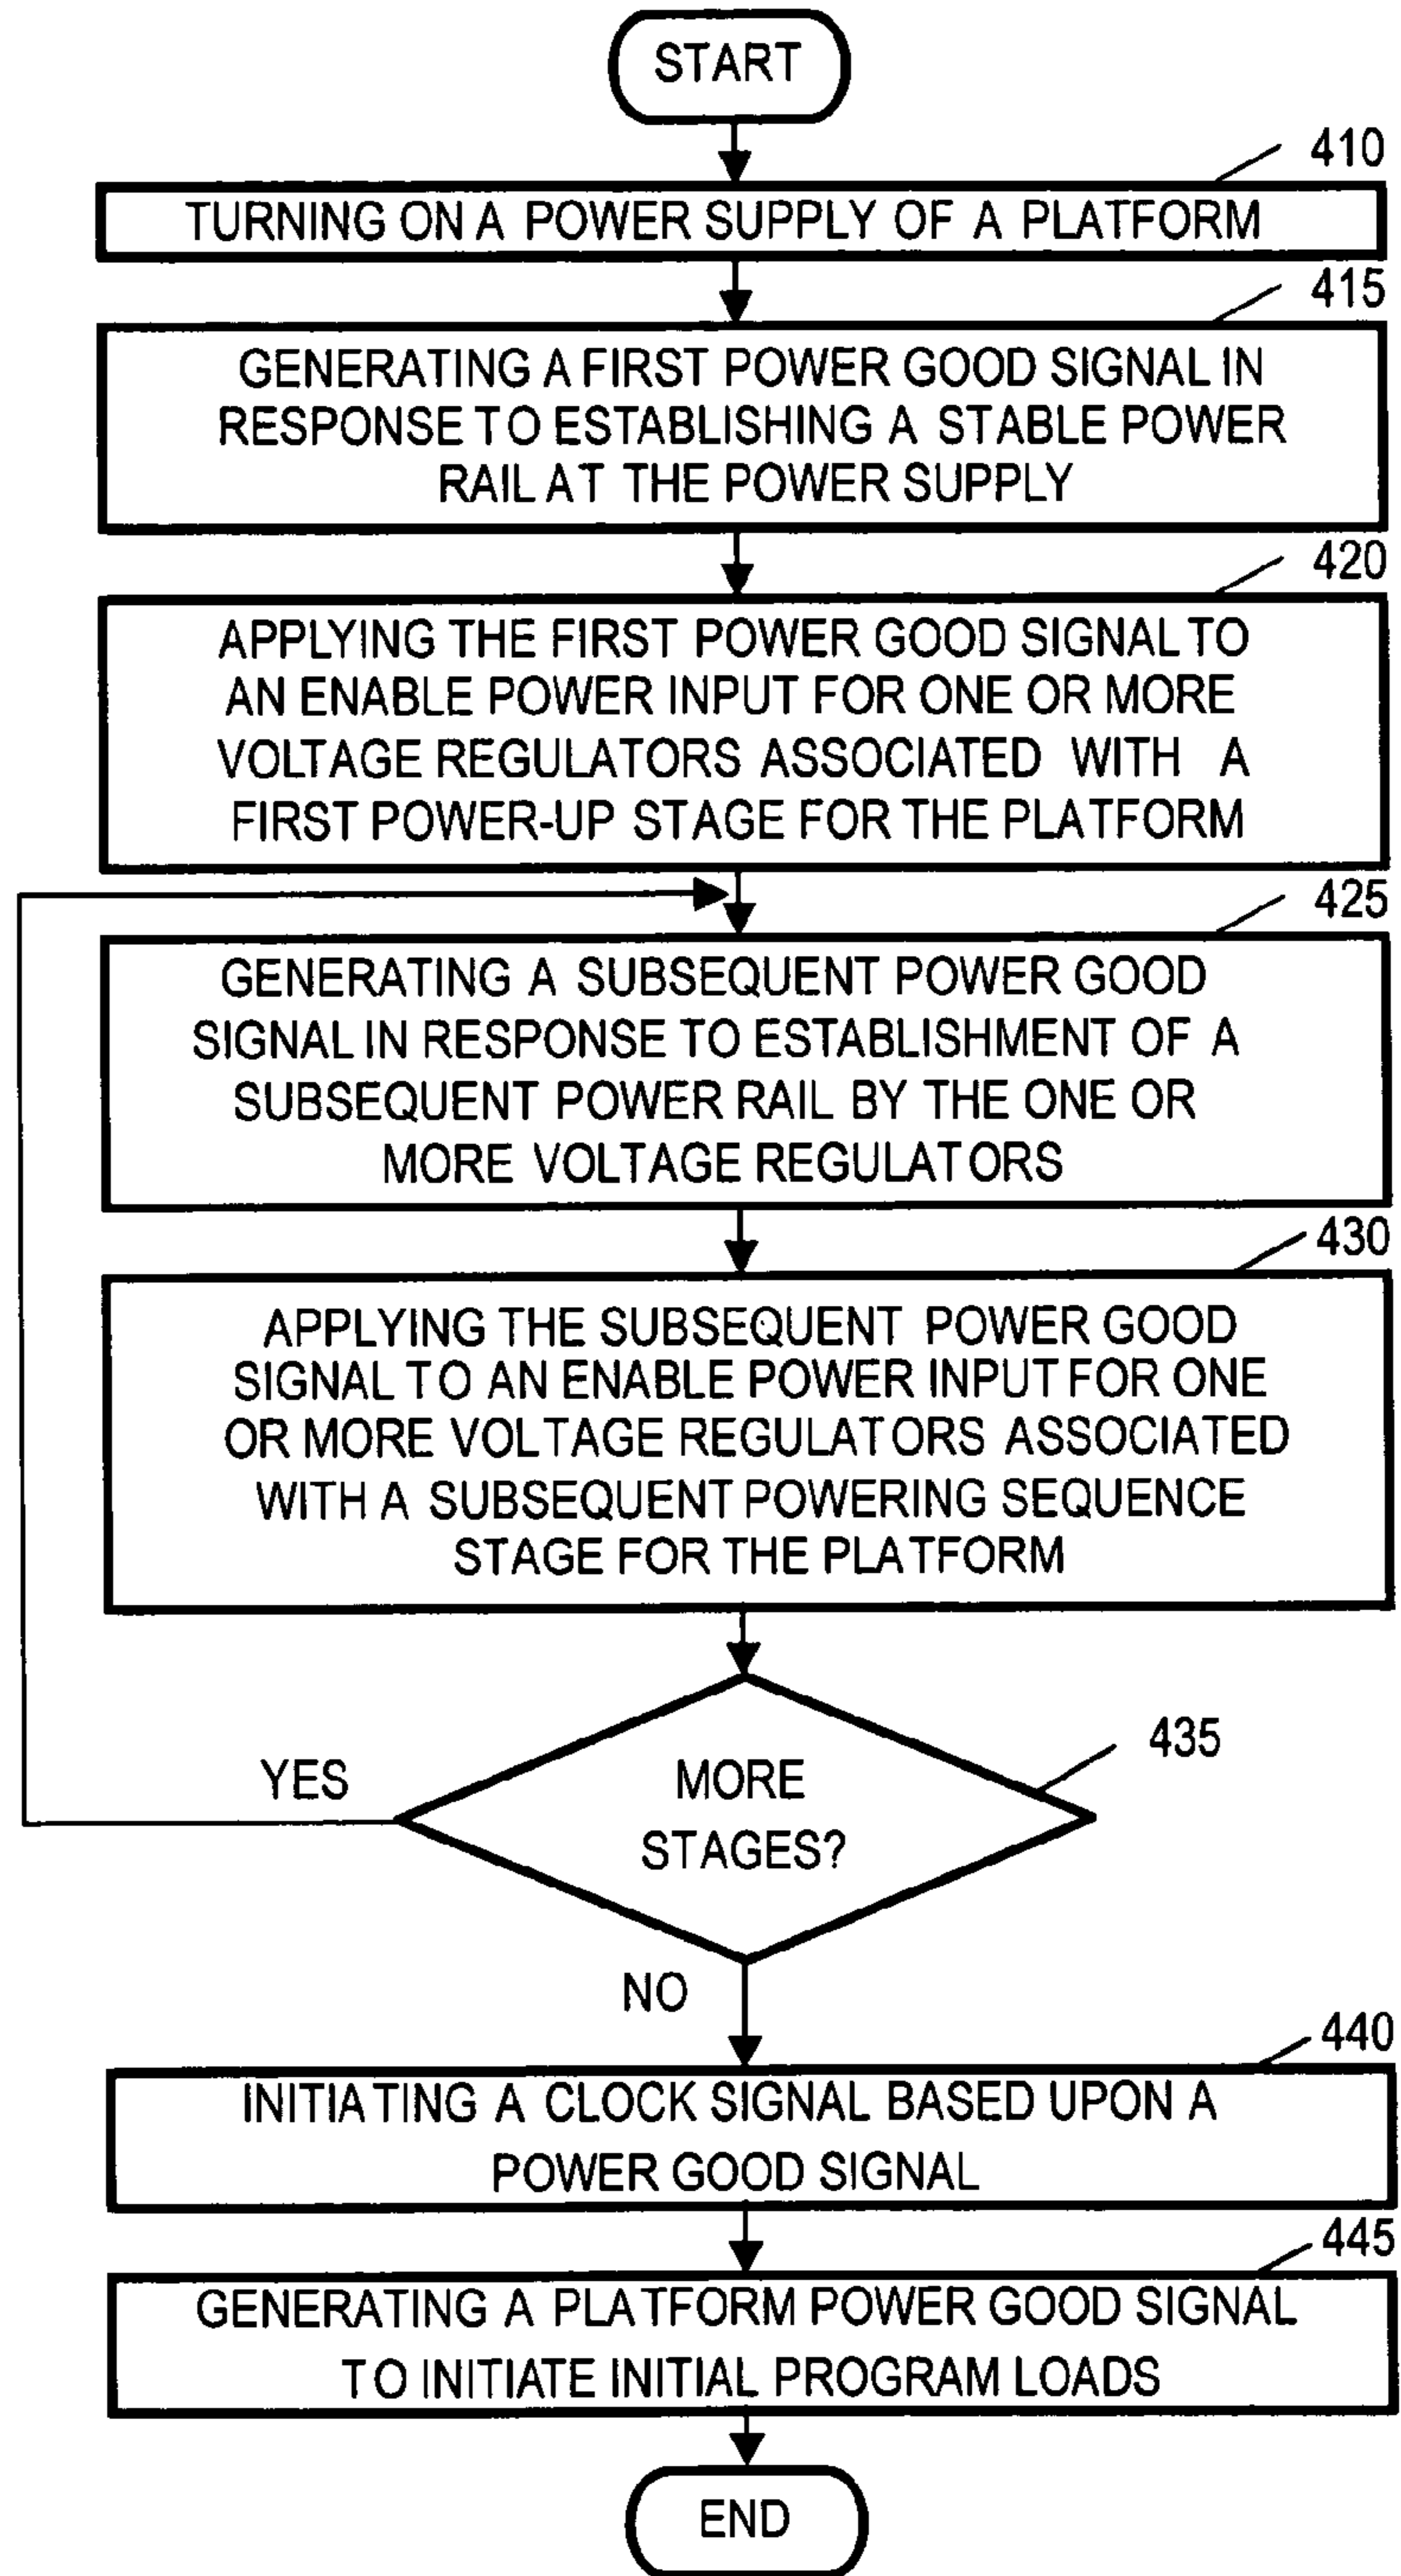 START
410
TURNING ON A POWER SUPPLY OF A PLATFORM
415
GENERATING A FIRST POWER GOOD SIGNAL IN
RESPONSE TO ESTABLISHING A STABLE POWER
RAIL AT THE POWER SUPPLY
420
APPLYING THE FIRST POWER GOOD SIGNAL TO
AN ENABLE POWER INPUT FOR ONE OR MORE
VOLTAGE REGULATORS ASSOCIATED WITH A
FIRST POWER-UP STAGE FOR THE PLATFORM
425
GENERATING A SUBSEQUENT POWER GOOD
SIGNAL IN RESPONSE TO ESTABLISHMENT OF A
SUBSEQUENT POWER RAIL BY THE ONE OR
MORE VOLTAGE REGULATORS
430
APPLYING THE SUBSEQUENT POWER GOOD
SIGNAL TO AN ENABLE POWER INPUT FOR ONE
OR MORE VOLTAGE REGULATORS ASSOCIATED
WITH A SUBSEQUENT POWERING SEQUENCE
STAGE FOR THE PLATFORM
435
YES
MORE
STAGES?
NO
440
INITIATING A CLOCK SIGNAL BASED UPON A
POWER GOOD SIGNAL
445
GENERATING A PLATFORM POWER GOOD SIGNAL
TO INITIATE INITIAL PROGRAM LOADS
END